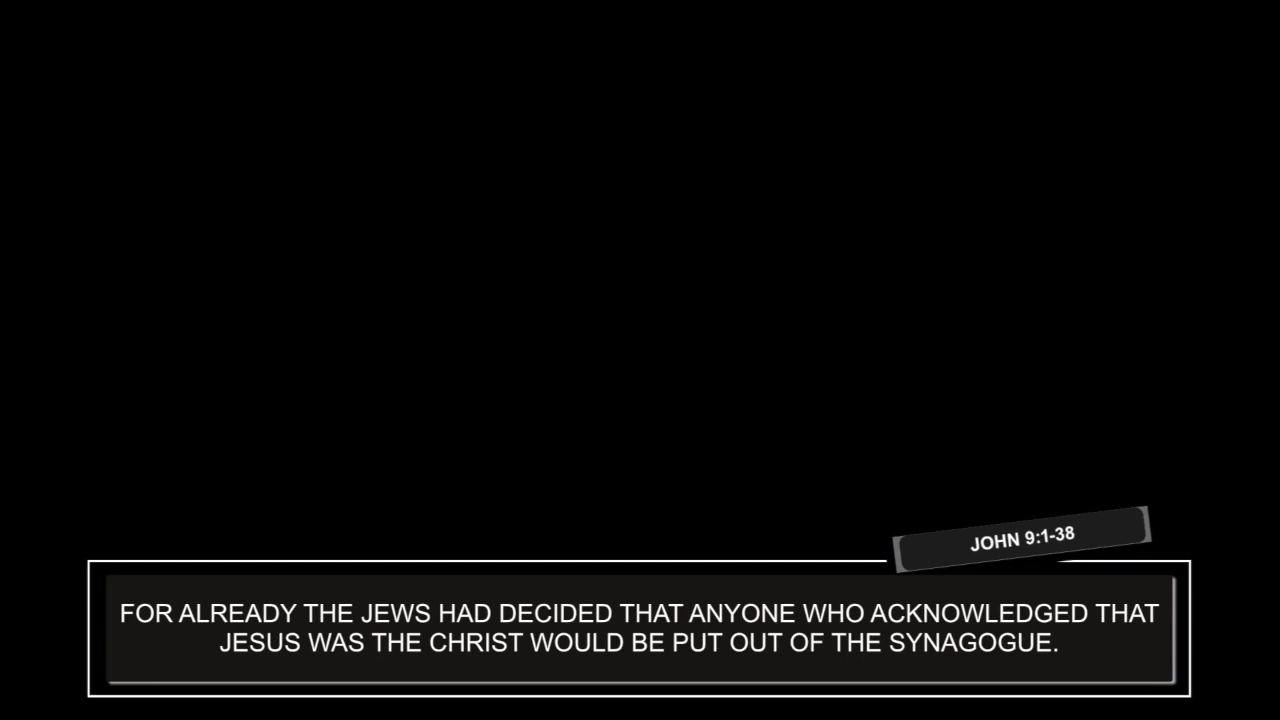 JOHN 9:1-38
FOR ALREADY THE JEWS HAD DECIDED THAT ANYONE WHO ACKNOWLEDGED THAT
JESUS WAS THE CHRIST WOULD BE PUT OUT OF THE SYNAGOGUE.